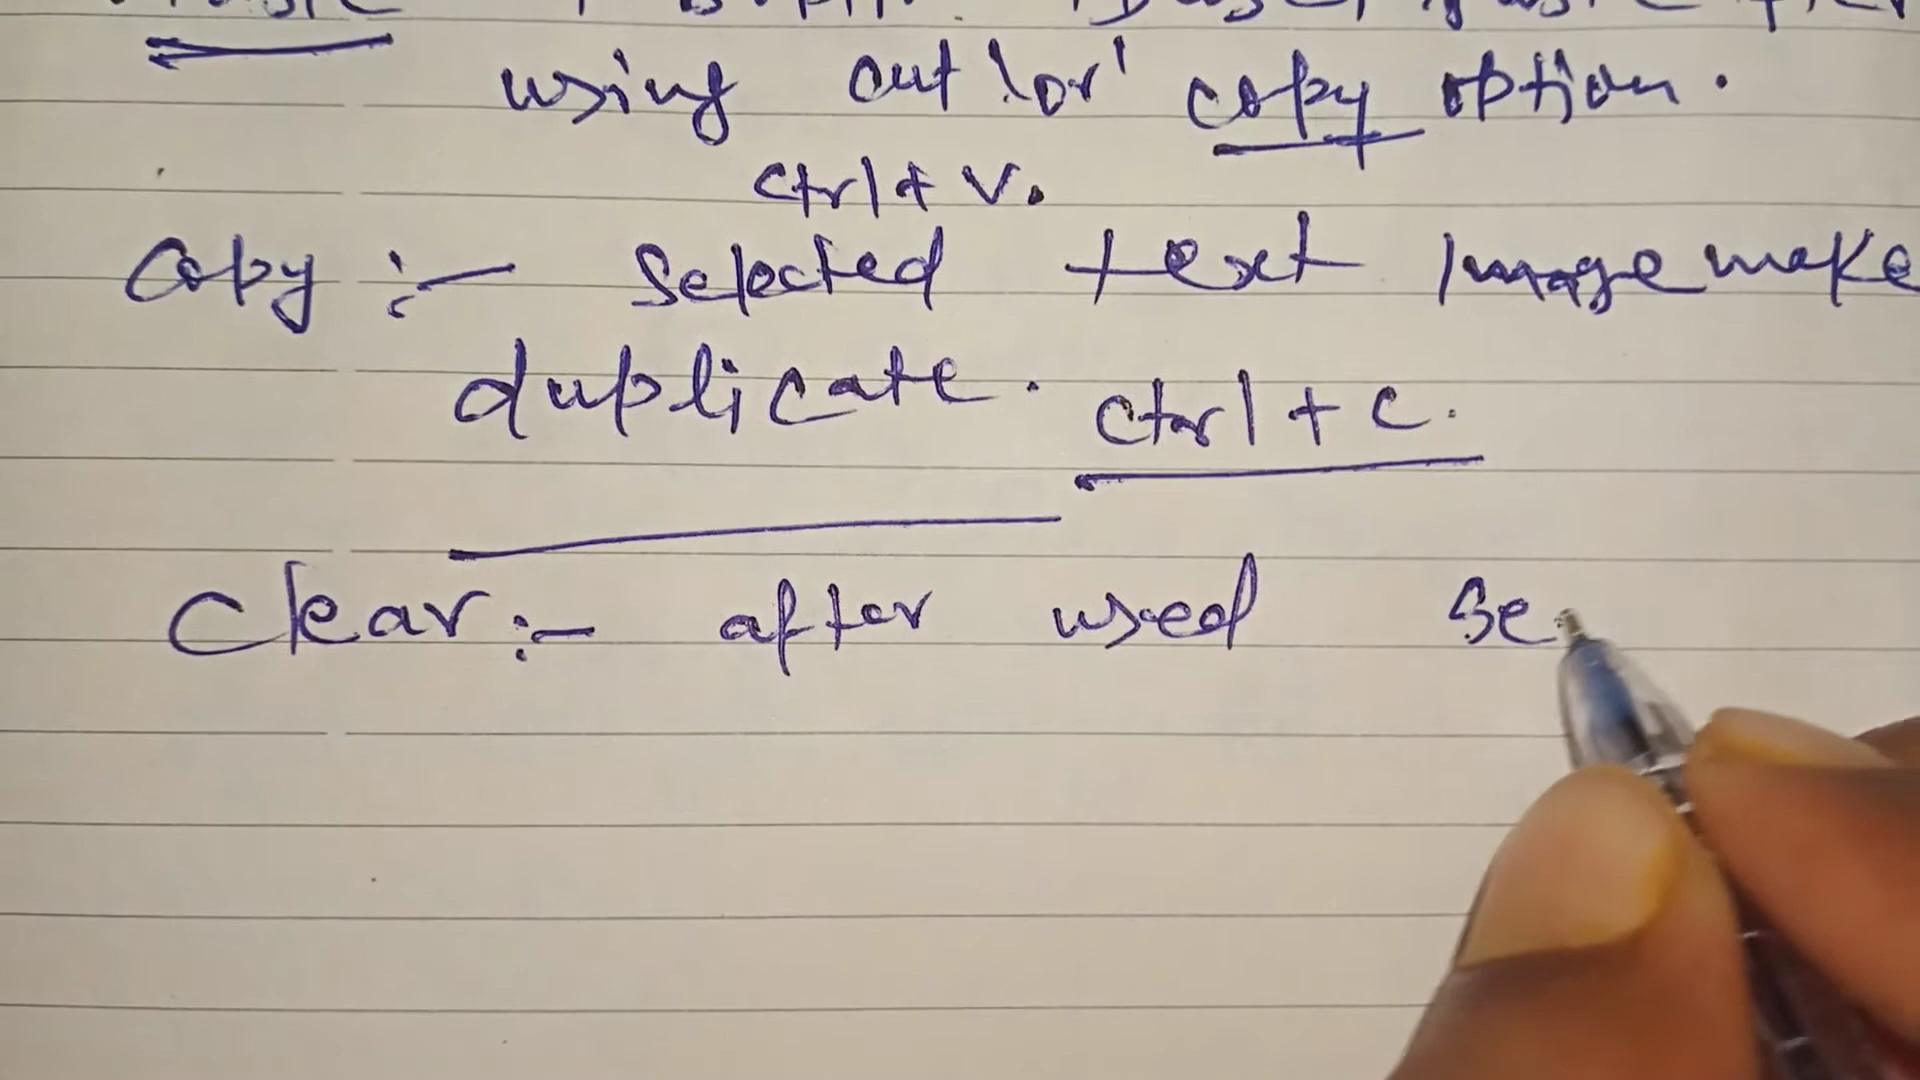 using cut \or' copy option.
ctrl + v.
Copy :- Selected text Image make
duplicate. ctrl + c.
Clear :- after used se